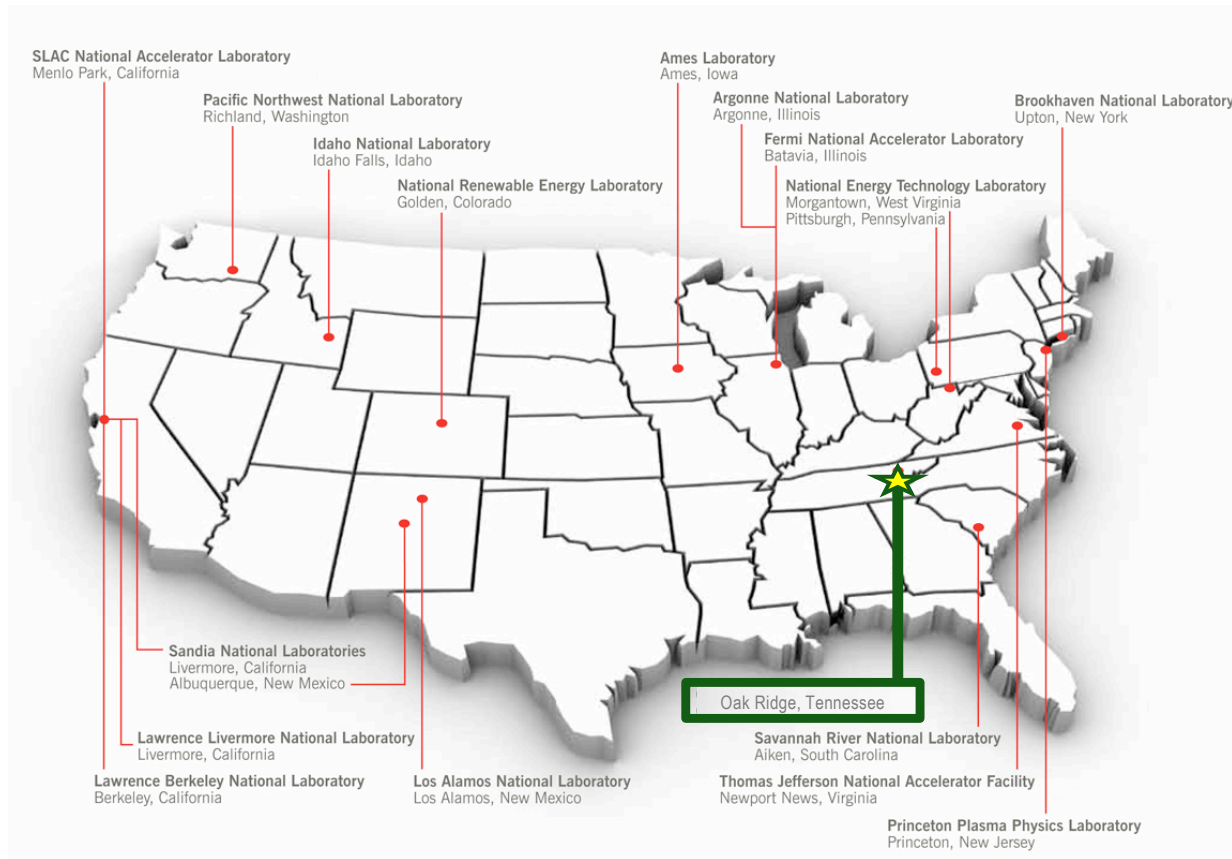 SLAC National Accelerator Laboratory
Menlo Park, California
Pacific Northwest National Laboratory
Richland, Washington
Idaho National Laboratory
Idaho Falls, Idaho
National Renewable Energy Laboratory
Golden, Colorado
Ames Laboratory
Ames, Iowa
Argonne National Laboratory
Argonne, Illinois
Fermi National Accelerator Laboratory
Batavia, Illinois
National Energy Technology Laboratory
Morgantown, West Virginia
Pittsburgh, Pennsylvania
Brookhaven National Laboratory
Upton, New York
Sandia National Laboratories
Livermore, California
Albuquerque, New Mexico
Lawrence Livermore National Laboratory
Livermore, California
Lawrence Berkeley National Laboratory
Berkeley, California
Los Alamos National Laboratory
Los Alamos, New Mexico
Oak Ridge, Tennessee
Savannah River National Laboratory
Aiken, South Carolina
Thomas Jefferson National Accelerator Facility
Newport News, Virginia
Princeton Plasma Physics Laboratory
Princeton, New Jersey